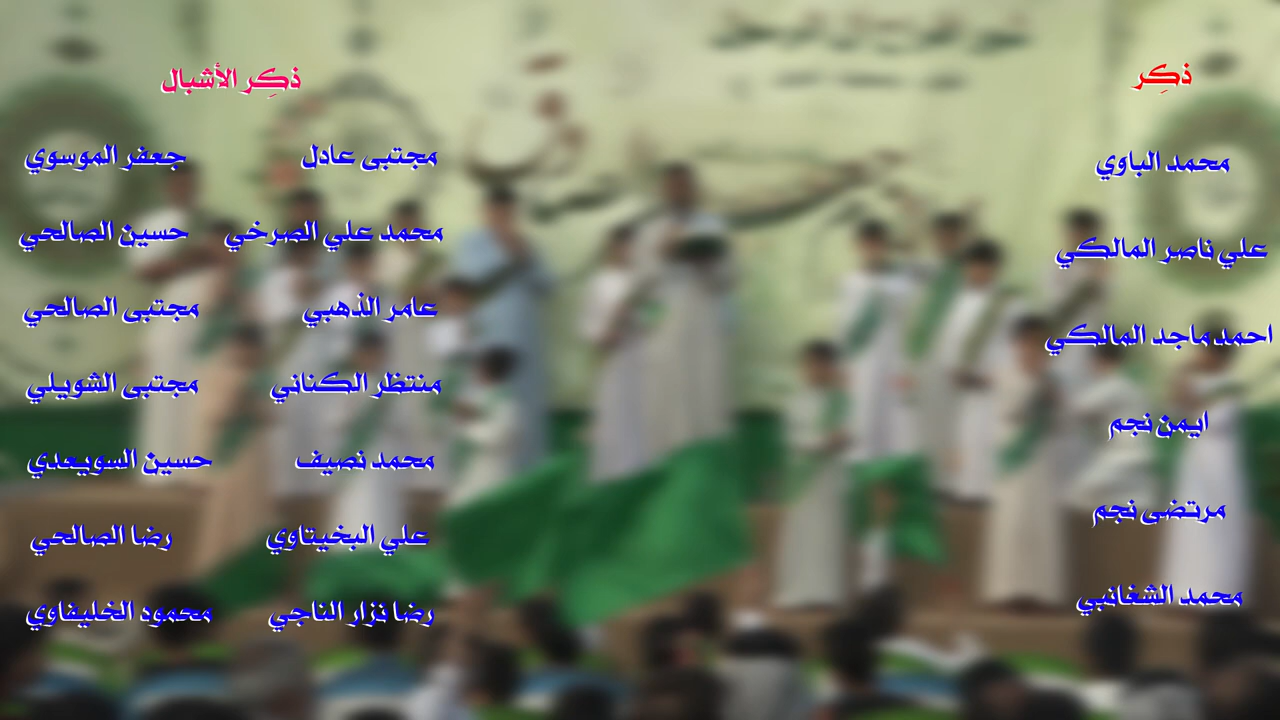 ذكِر
محمد الباوي
علي ناصر المالكي
احمد ماجد المالكي
ايمن نجم
مرتضى نجم
محمد الشغانبي
ذكِر الأشبال
مجتبى عادل
جعفر الموسوي
محمد علي الصرخي
حسين الصالحي
عامر الذهبي
مجتبى الصالحي
منتظر الكناني
مجتبى الشويلي
محمد نصيف
حسين السويعدي
علي البخيتاوي
رضا الصالحي
رضا نزار الناجي
محمود الخليفاوي